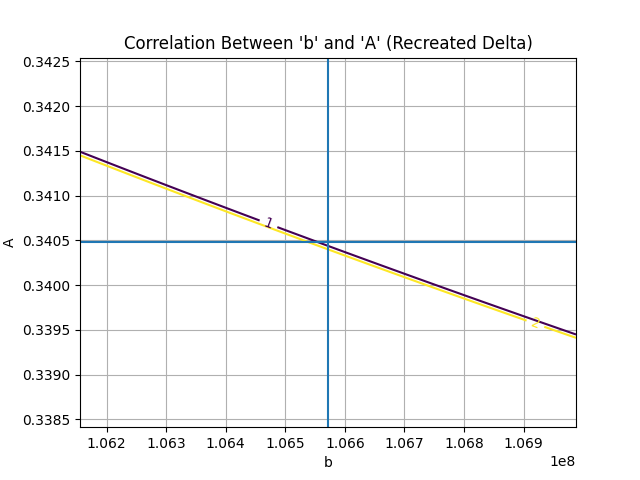 Correlation Between 'b' and 'A' (Recreated Delta)
0.3425
0.3420
0.3415
0.3410
0.3405
0.3400
0.3395
0.3390
0.3385
A
1
2
1.062 1.063 1.064 1.065 1.066 1.067 1.068 1.069
1e8
b